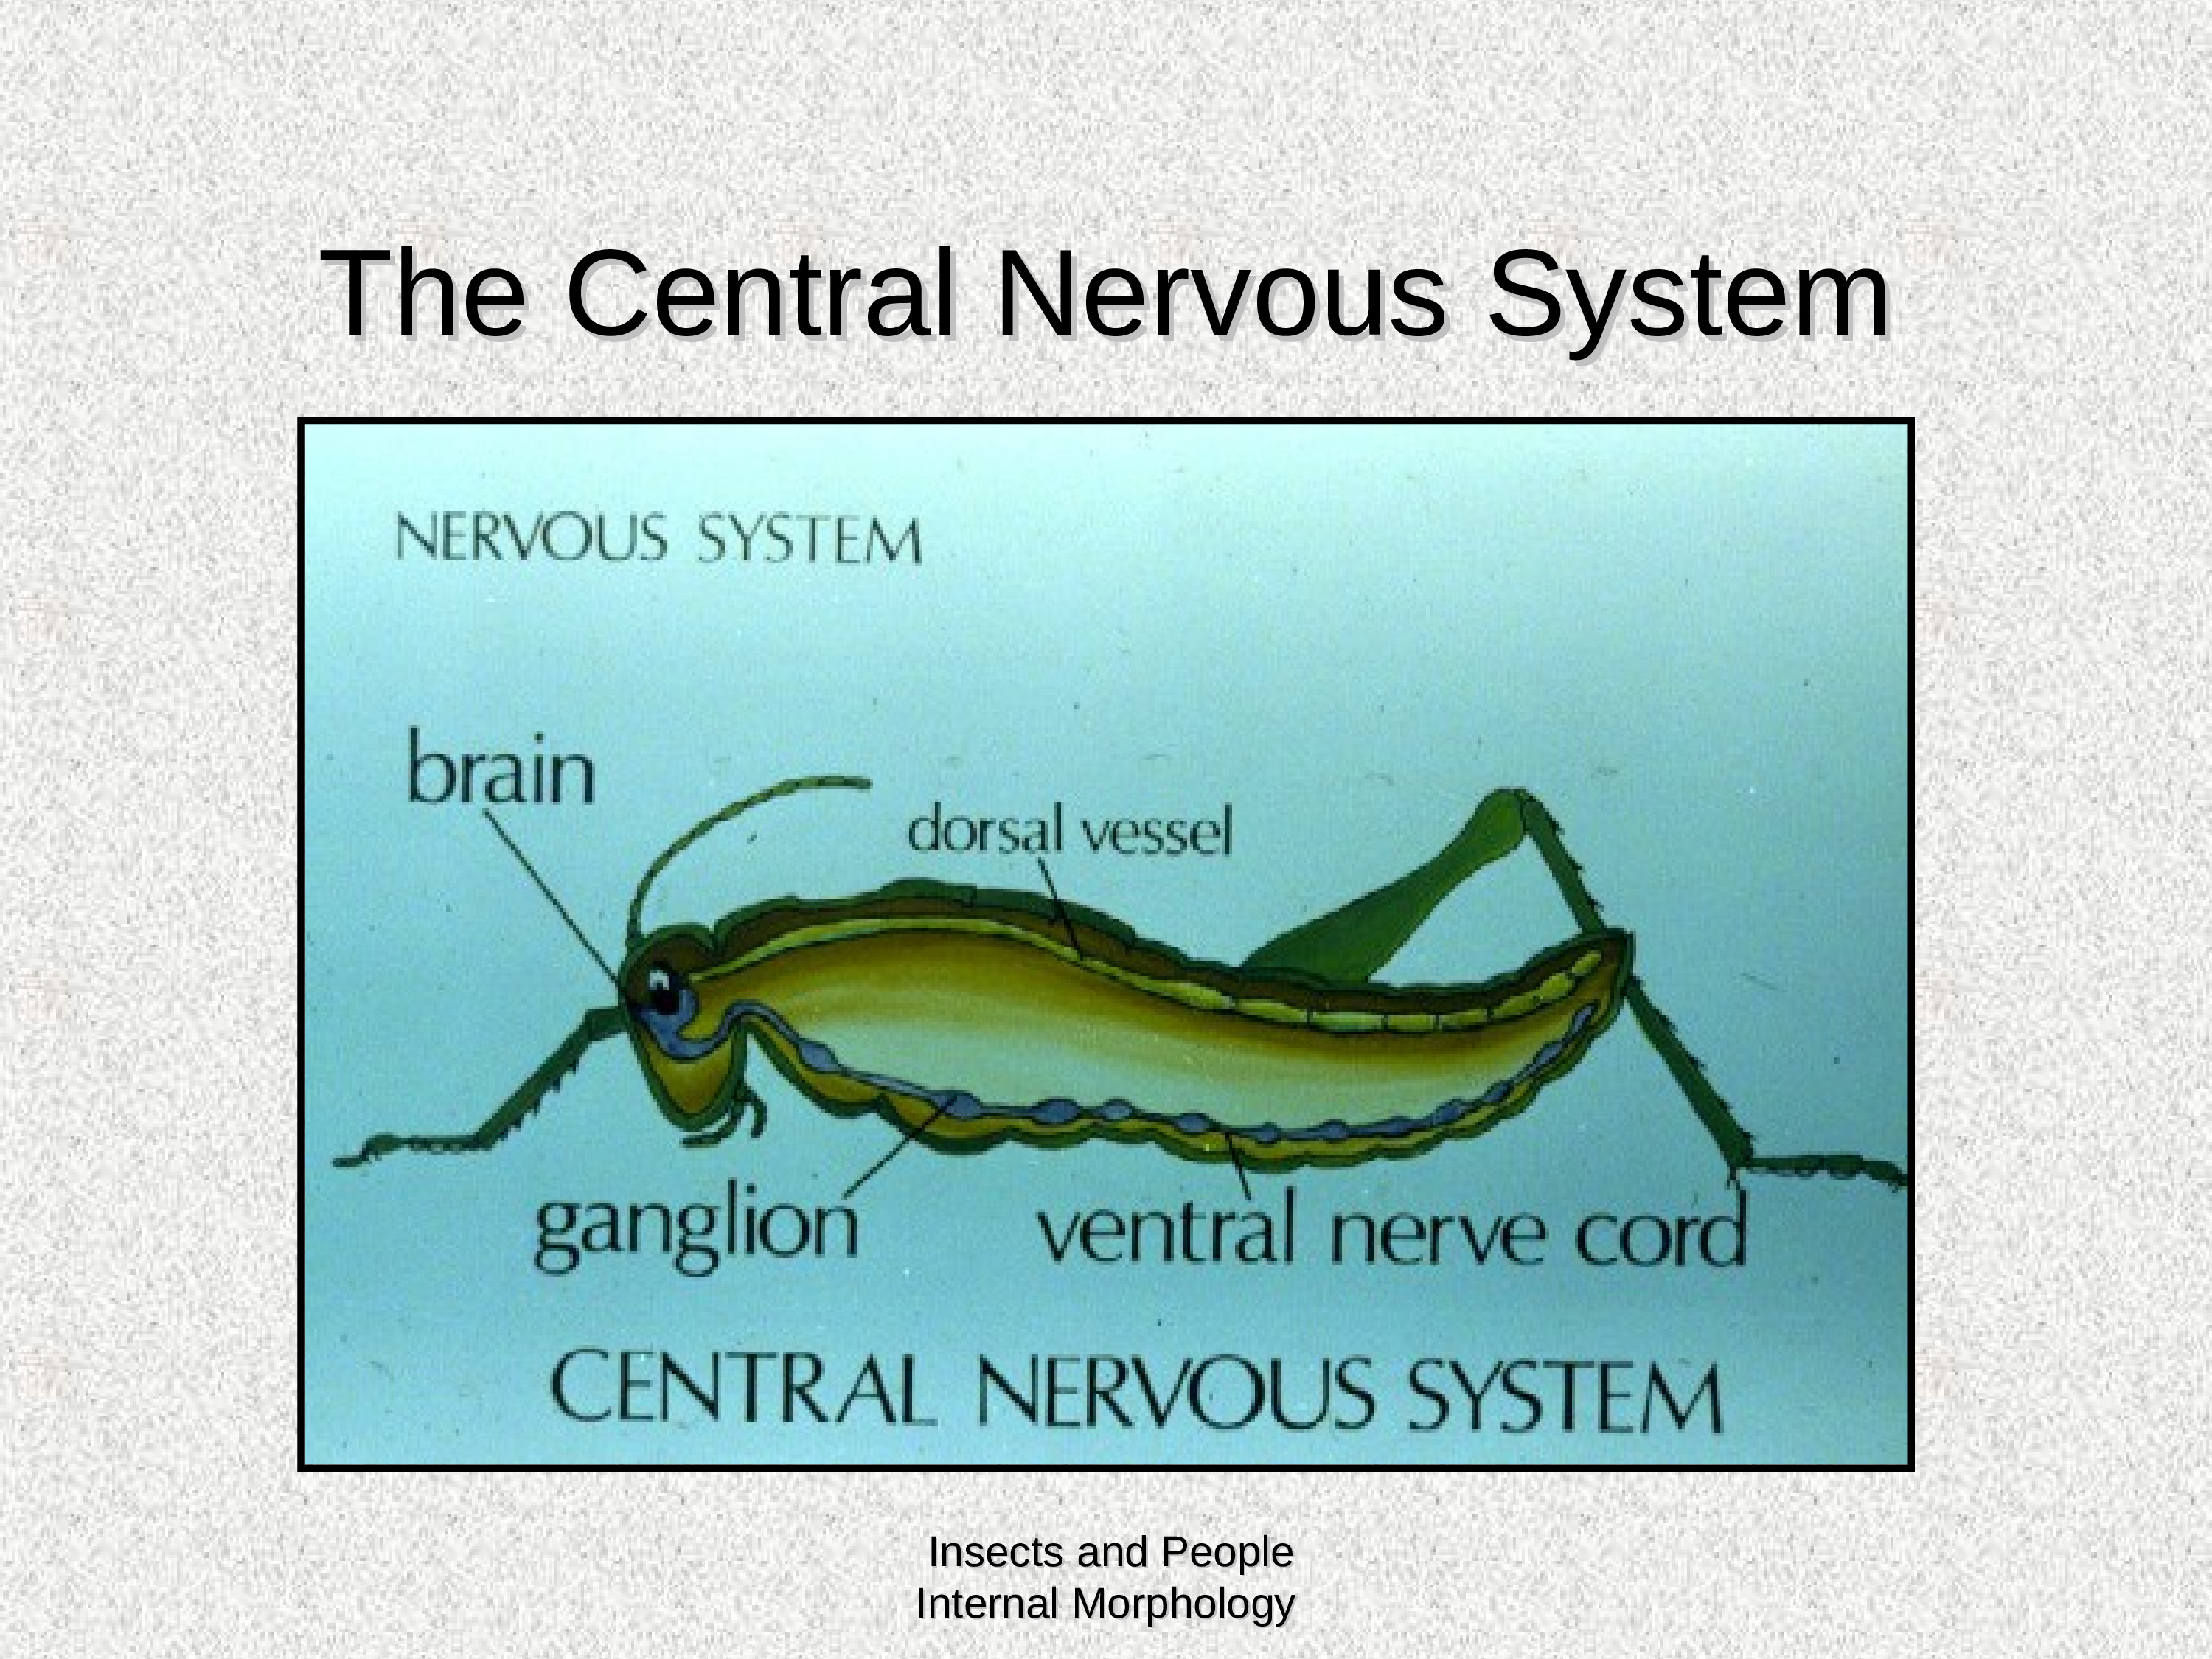 The Central Nervous System
NERVOUS SYSTEM
brain
dorsal vessel
ganglion
ventral nerve cord
CENTRAL NERVOUS SYSTEM
Insects and People
Internal Morphology